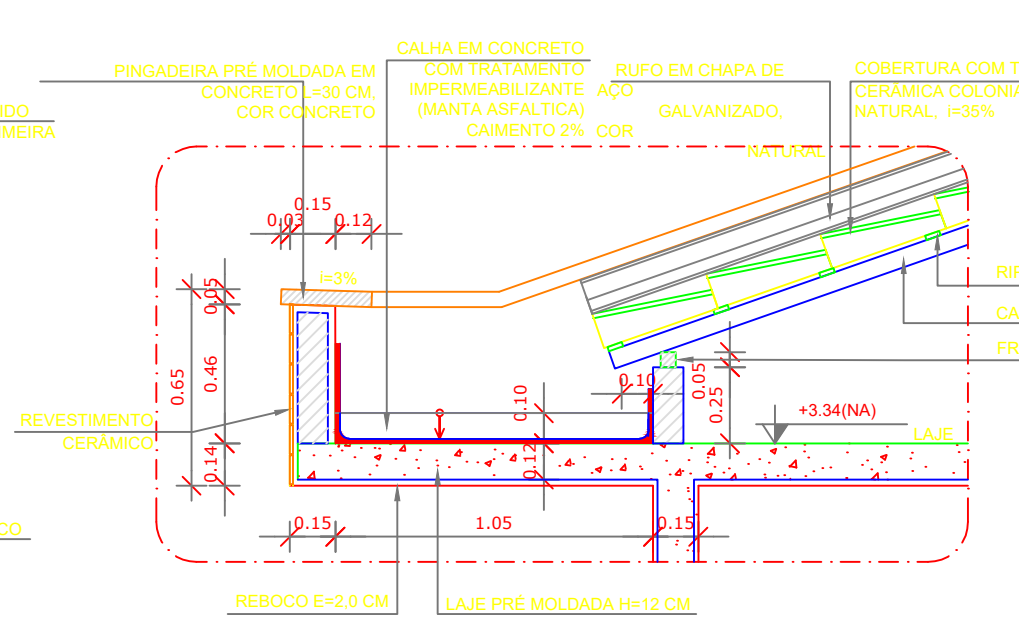 CALHA EM CONCRETO
COM TRATAMENTO
IMPERMEABILIZANTE
(MANTA ASFALTICA)
CAIMENTO 2%
PINGADEIRA PRÉ MOLDADA EM
CONCRETO L=30 CM,
COR CONCRETO
RUFO EM CHAPA DE
AÇO
GALVANIZADO,
COR
NATURAL
COBERTURA COM T
CERÂMICA COLONIA
NATURAL, i=35%
IDO
IMEIRA
0.15
0.03
0.12
i=3%
0.05
0.65
0.46
0.14
0.10
0.12
0.10
0.05
0.25
+3.34(NA)
LAJE
RIP
CA
FR
REVESTIMENTO
CERÂMICO
CO
0.15
1.05
0.15
REBOCO E=2.0 CM
LAJE PRÉ MOLDADA H=12 CM